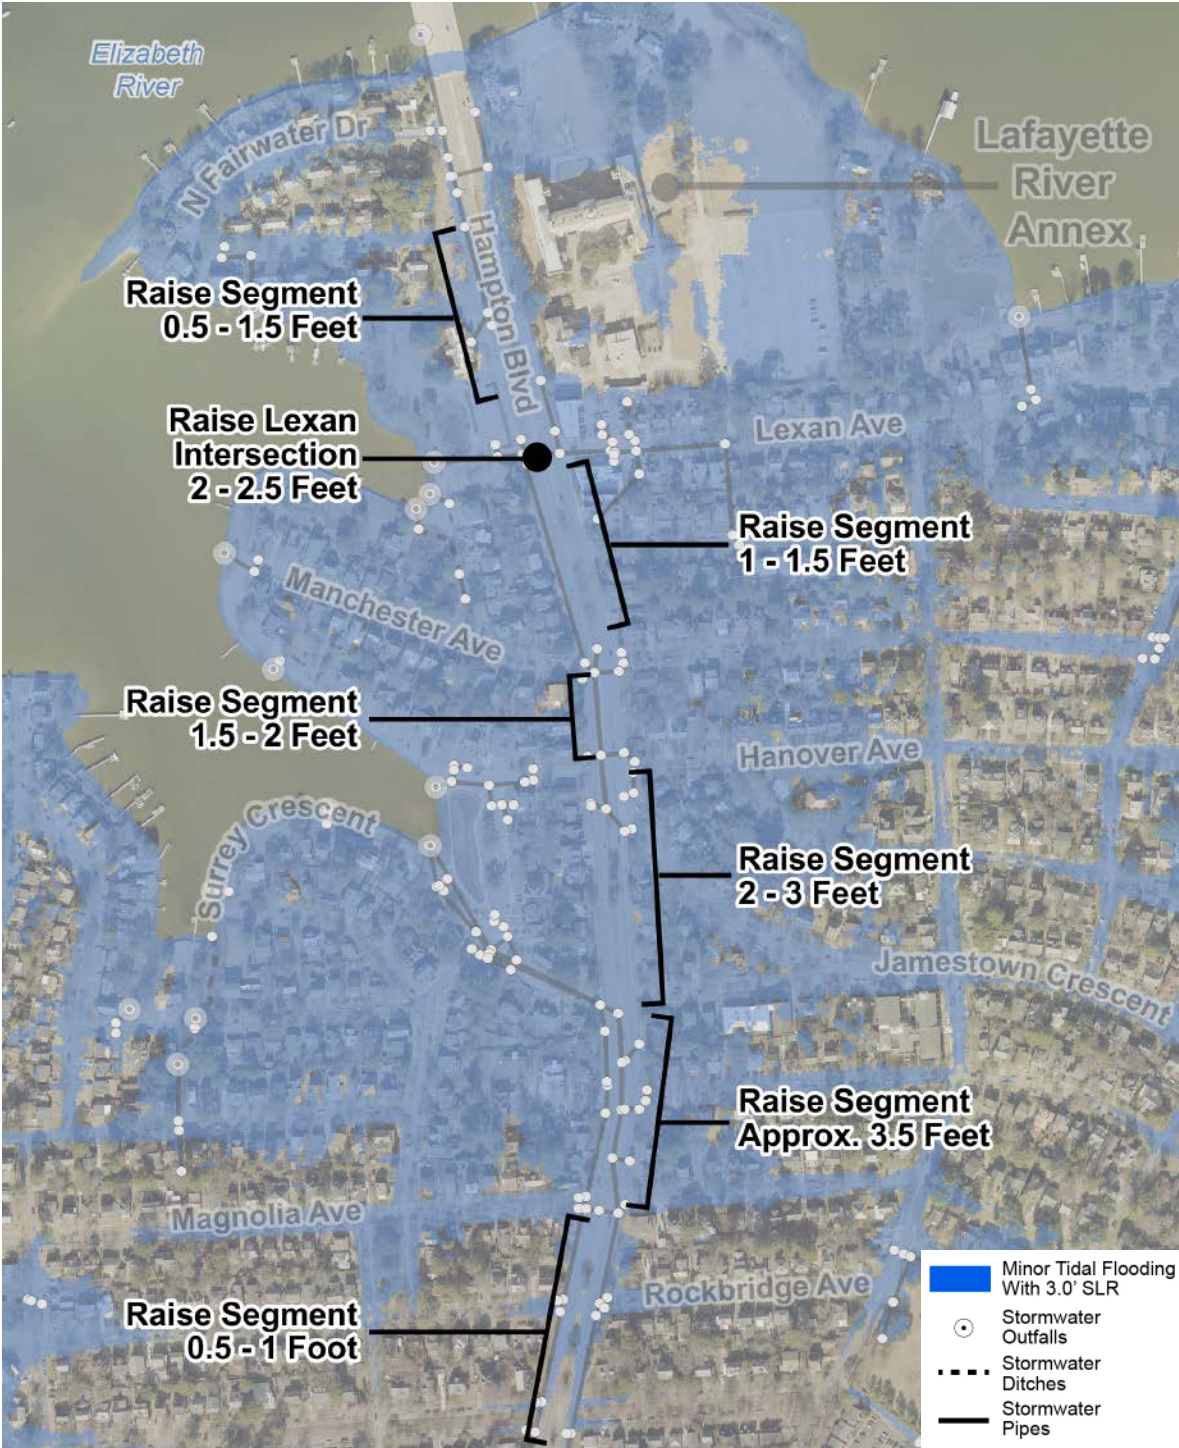 Elizabeth
River
N Fairwater Dr
Lafayette
River
Annex
Hampton Blvd
Raise Segment
0.5 - 1.5 Feet
Raise Lexan
Intersection
2 - 2.5 Feet
Lexan Ave
Raise Segment
1 - 1.5 Feet
Manchester Ave
Raise Segment
1.5 - 2 Feet
Hanover Ave
Surrey Crescent
Raise Segment
2 - 3 Feet
Jamestown Crescent
Raise Segment
Approx. 3.5 Feet
Magnolia Ave
Rockbridge Ave
Raise Segment
0.5 - 1 Foot
Minor Tidal Flooding
With 3.0' SLR
Stormwater
Outfalls
Stormwater
Ditches
Stormwater
Pipes